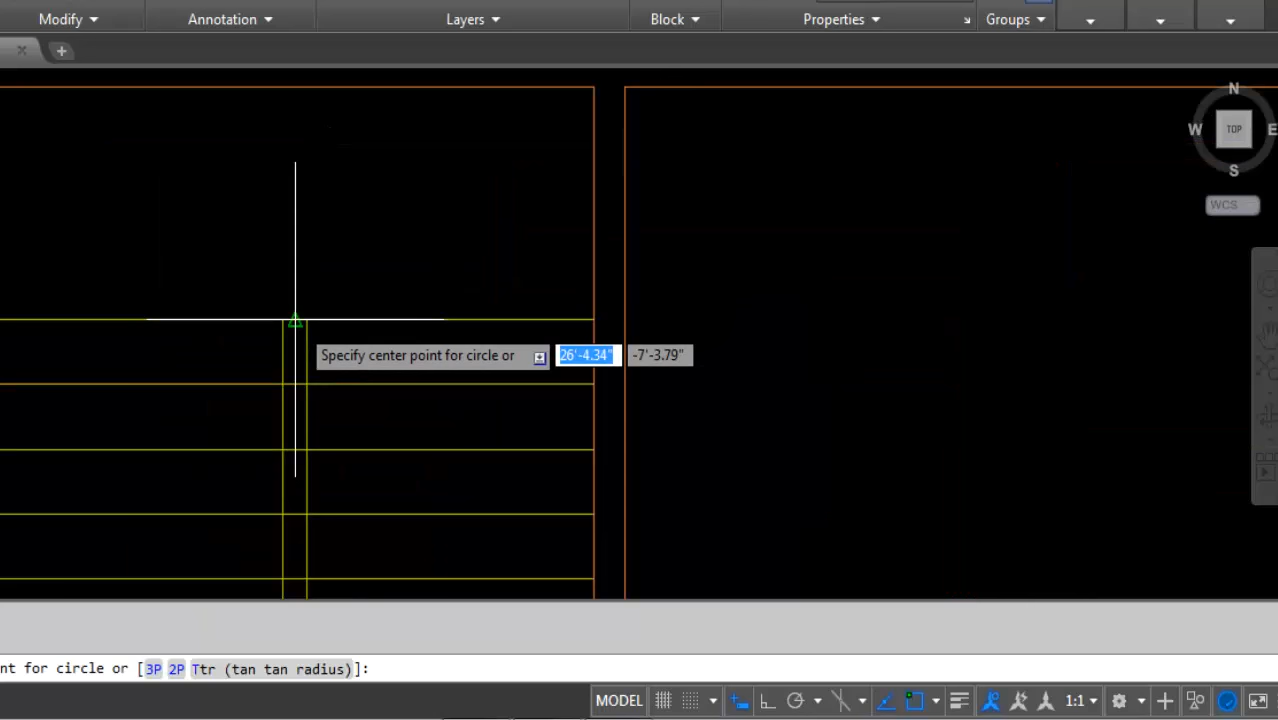 Modify Annotation Layers Block Properties Groups
N
W TOP E
S
WCS
Specify center point for circle or 26'-4.34" -7'-3.79"
nt for circle or [3P 2P Ttr (tan tan radius)]:
MODEL 1:1